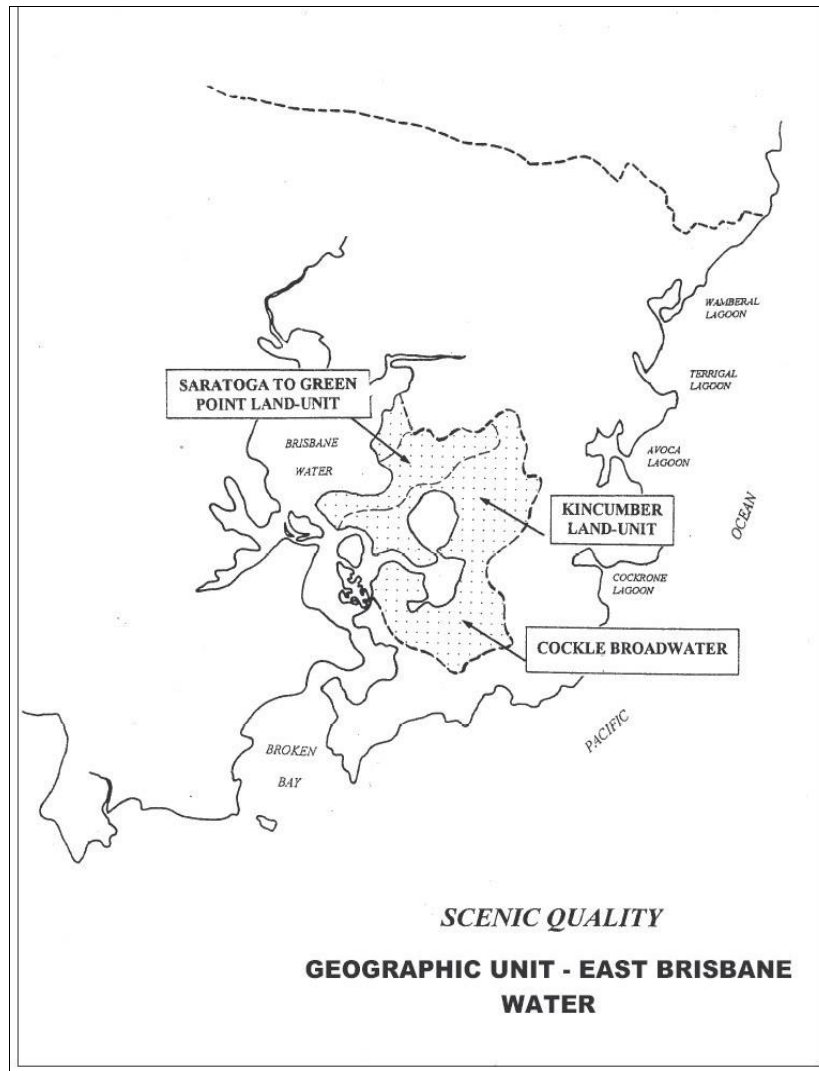 WAMBERAL
LAGOON
TERRIGAL
LAGOON
SARATOGA TO GREEN
POINT LAND-UNIT
BRISBANE
WATER
AVOCA
LAGOON
KINCUMBER
LAND-UNIT
OCEAN
COCKRONE
LAGOON
COCKLE BROADWATER
PACIFIC
BROKEN
BAY
SCENIC QUALITY
GEOGRAPHIC UNIT - EAST BRISBANE
WATER